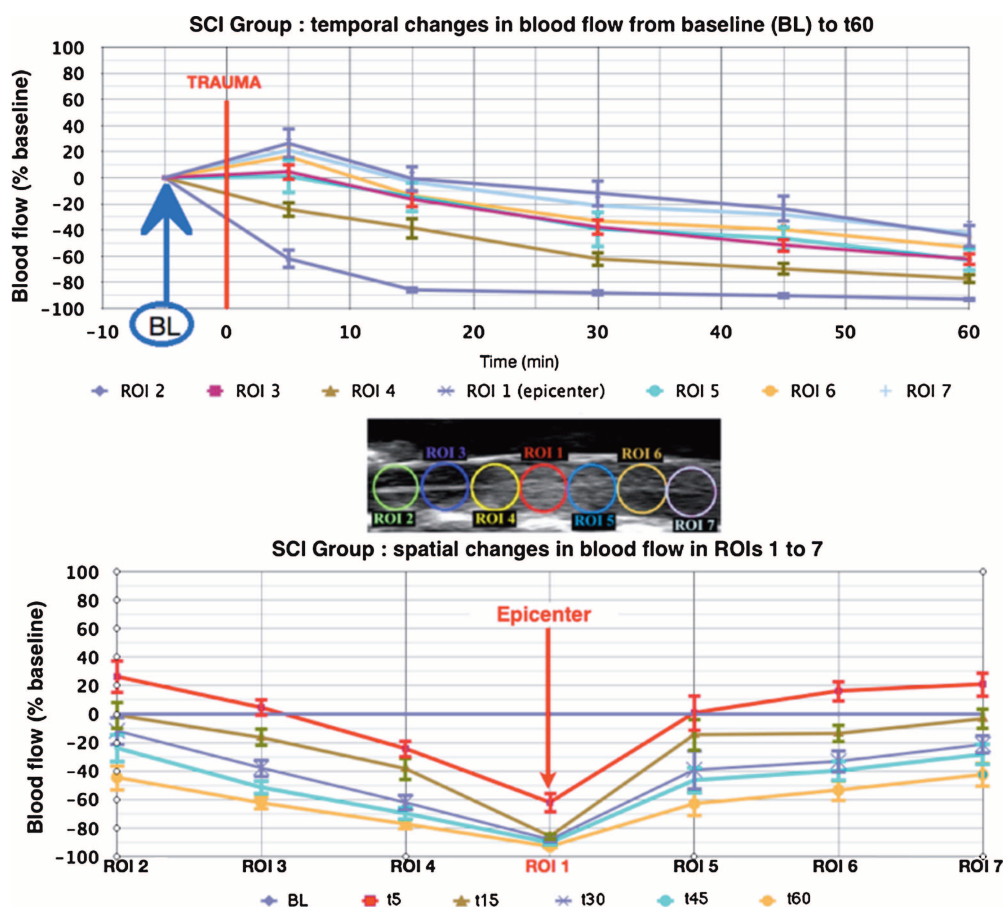 SCI Group : temporal changes in blood flow from baseline (BL) to t60
Blood flow (% baseline)
100
80
60
40
20
0
−20
−40
−60
−80
−100
TRAUMA
BL
−10 0 10 20 30 40 50 60
Time (min)
ROI 2 ROI 3 ROI 4 ROI 1 (epicenter) ROI 5 ROI 6 ROI 7
ROI 3 ROI 1 ROI 6
ROI 2 ROI 4 ROI 5 ROI 7
SCI Group : spatial changes in blood flow in ROIs 1 to 7
Blood flow (% baseline)
100
80
60
40
20
0
−20
−40
−60
−80
−100
Epicenter
ROI 2 ROI 3 ROI 4 ROI 1 ROI 5 ROI 6 ROI 7
BL t5 t15 t30 t45 t60